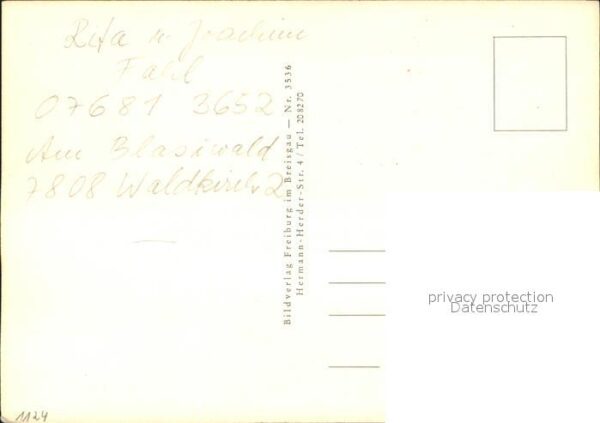 Rita u. Joachim
Fahl
07681 3652
Am Blasiwald
7808 Waldkirch 2
Bildverlag Freiburg im Breisgau — Nr. 3536
Hermann-Herder-Str. 4 / Tel. 208270
privacy protection
Datenschutz
1124